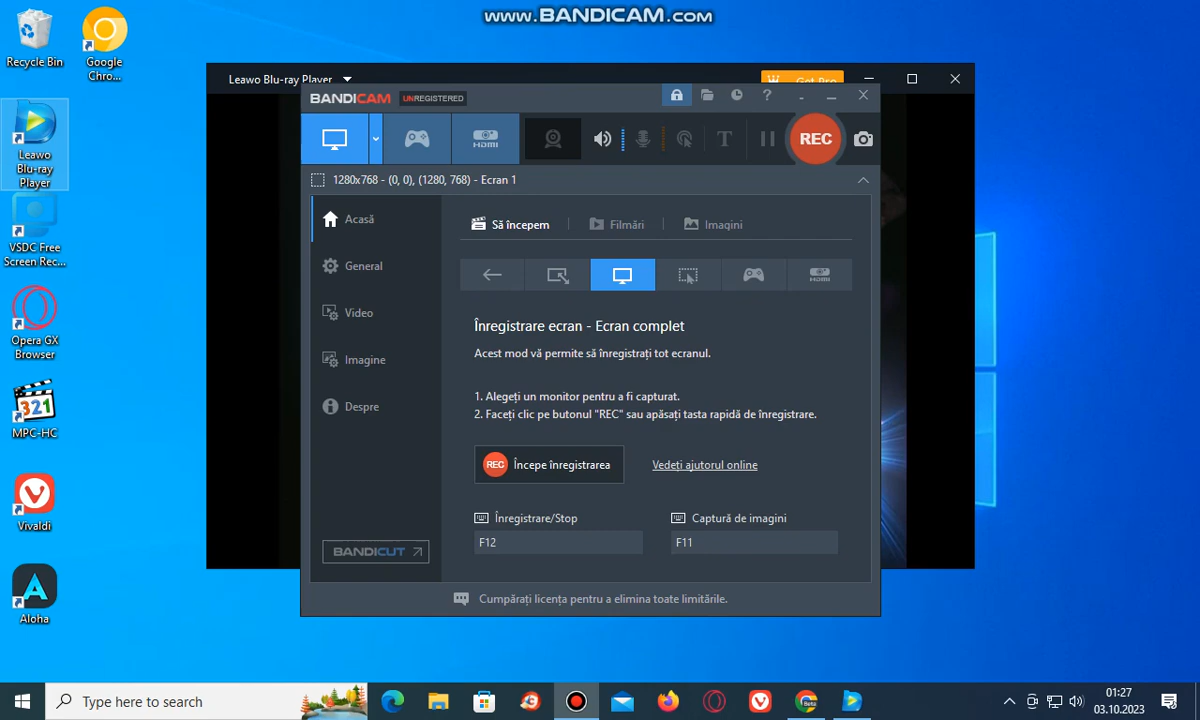 www.BANDICAM.com
Recycle Bin
Google
Chro...
Leawo
Blu-ray
Player
VSDC Free
Screen Rec...
Opera GX
Browser
MPC-HC
Vivaldi
Aloha
Leawo Blu-ray Player
Get Pro
BANDICAM UNREGISTERED
HDMI
REC
1280x768 - (0, 0), (1280, 768) - Ecran 1
Acasă
General
Video
Imagine
Despre
BANDICUT
Să începem
Filmări
Imagini
HDMI
Înregistrare ecran - Ecran complet
Acest mod vă permite să înregistrați tot ecranul.
1. Alegeți un monitor pentru a fi capturat.
2. Faceți clic pe butonul "REC" sau apăsați tasta rapidă de înregistrare.
REC Începe înregistrarea
Vedeți ajutorul online
Înregistrare/Stop
Captură de imagini
F12
F11
Cumpărați licența pentru a elimina toate limitările.
Type here to search
Beta
01:27
03.10.2023